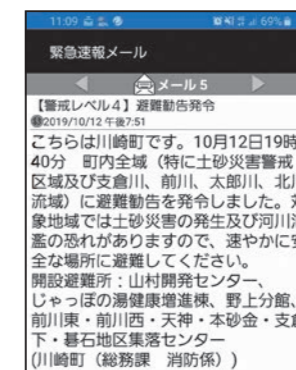 11:09 69%
緊急速報メール
メール 5
【警戒レベル4】避難勧告発令
2019/10/12 午後7:51
こちらは川崎町です。10月12日19時
40分 町内全域（特に土砂災害警戒
区域及び支倉川、前川、太郎川、北川
流域）に避難勧告を発令しました。対
象地域では土砂災害の発生及び河川氾
濫の恐れがありますので、速やかに安
全な場所に避難してください。
開設避難所：山村開発センター、
じゃっぽの湯健康増進棟、野上分館、
前川東・前川西・天神・本砂金・支倉
下・碁石地区集落センター
(川崎町（総務課 消防係）)